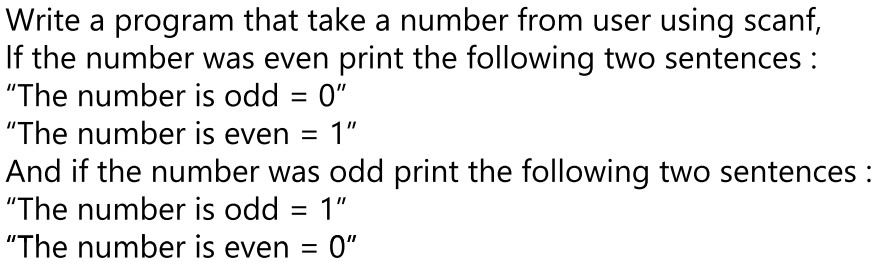 Write a program that take a number from user using scanf,
If the number was even print the following two sentences :
“The number is odd = 0”
“The number is even = 1”
And if the number was odd print the following two sentences :
“The number is odd = 1”
“The number is even = 0”